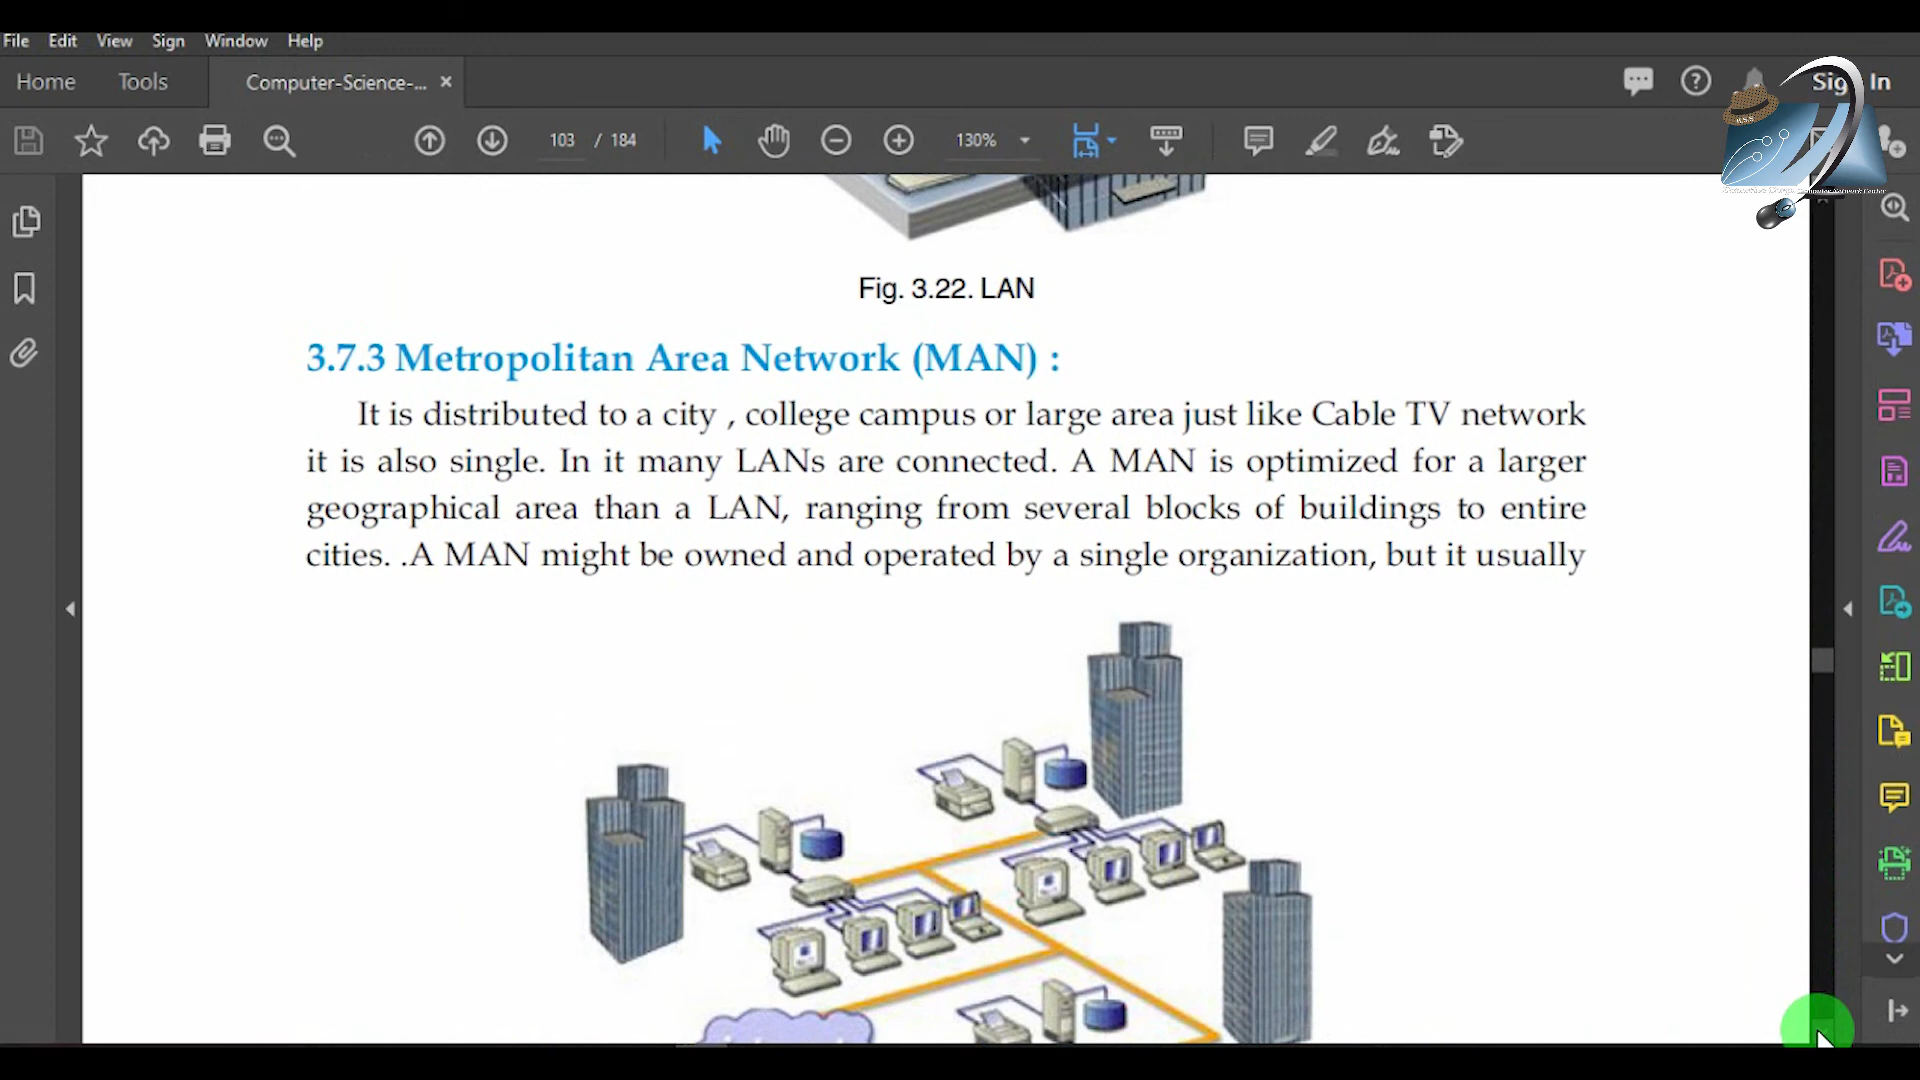 File Edit View Sign Window Help
Home Tools Computer-Science-... × Sign In
103 / 184 130%
Fig. 3.22. LAN
3.7.3 Metropolitan Area Network (MAN) :
It is distributed to a city , college campus or large area just like Cable TV network
it is also single. In it many LANs are connected. A MAN is optimized for a larger
geographical area than a LAN, ranging from several blocks of buildings to entire
cities. .A MAN might be owned and operated by a single organization, but it usually